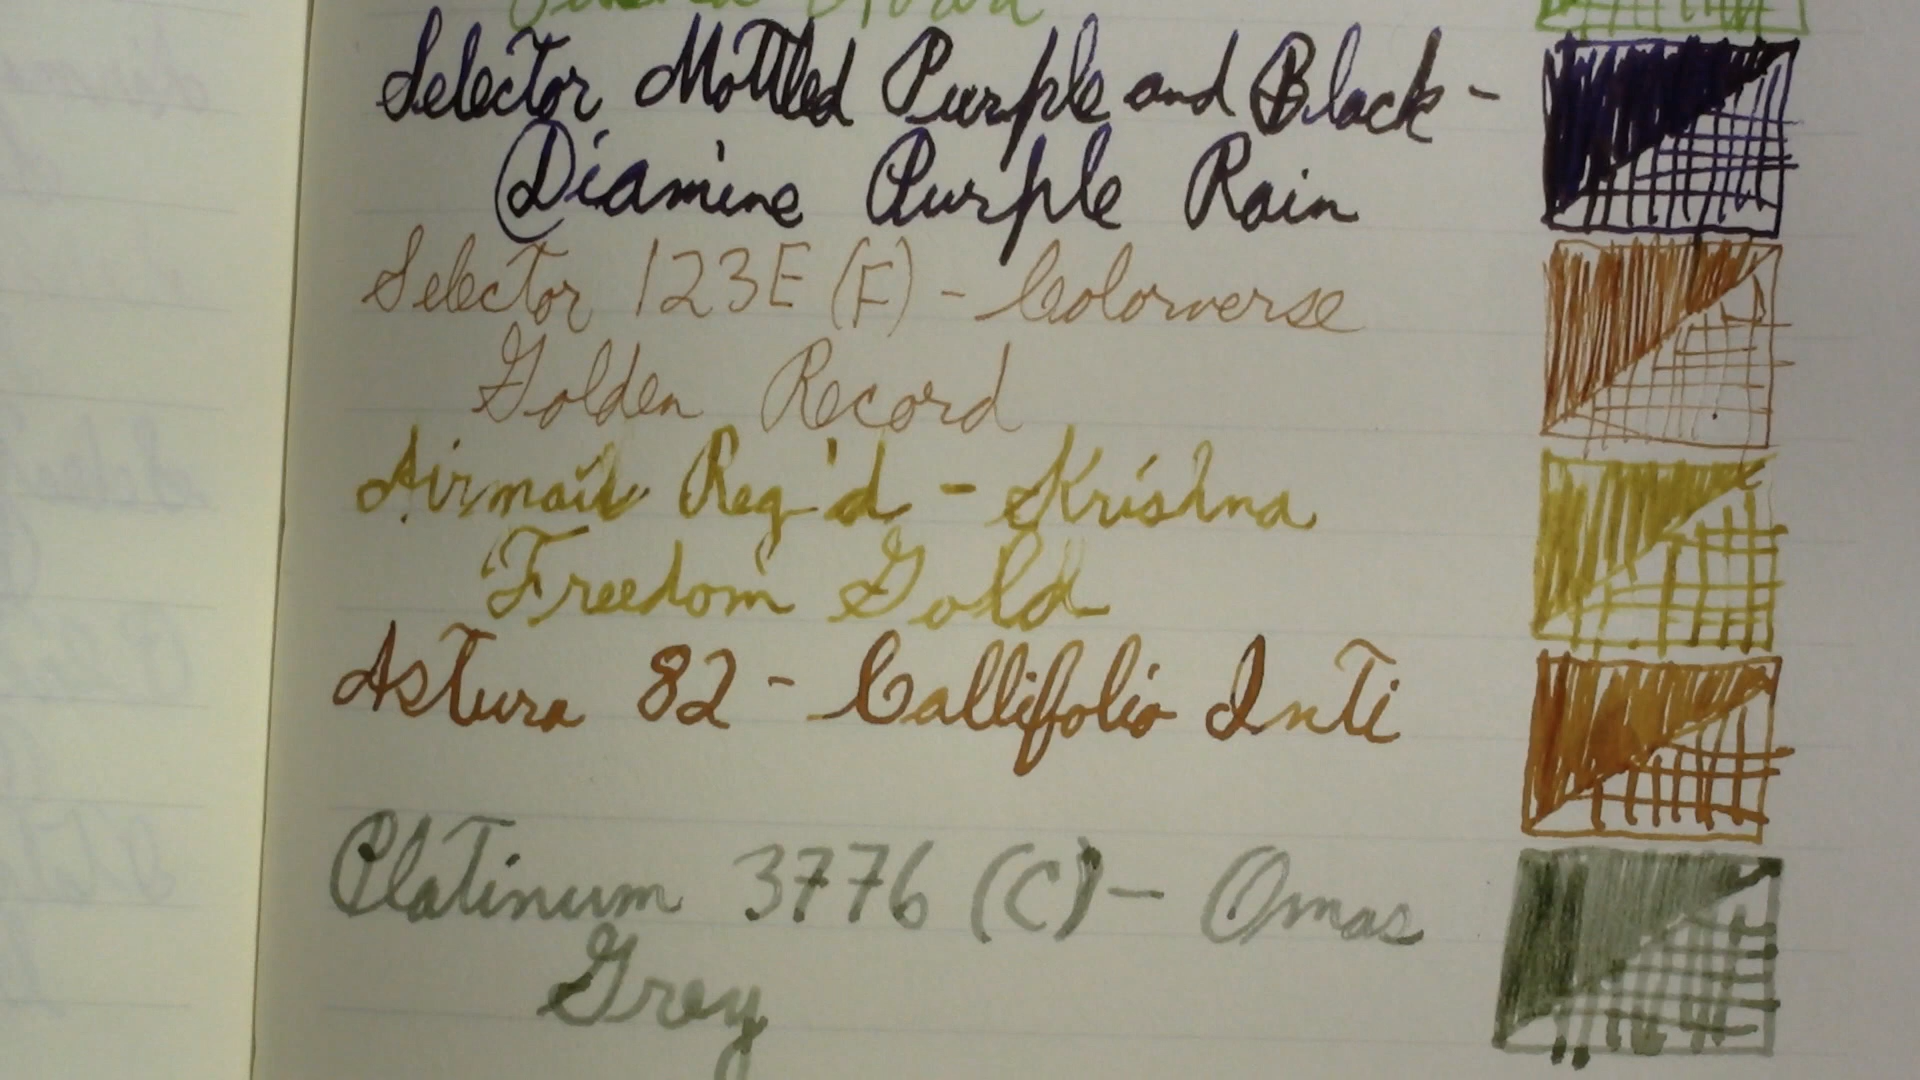 Selector Mottled Purple and Black -
Diamine Purple Rain
Selector 123E (F) - Colorverse
Golden Record
Airmail Reg'd - Krishna
Freedom Gold
Astura 82 - Callifolio Inti
Platinum 3776 (C) - Omas
Grey